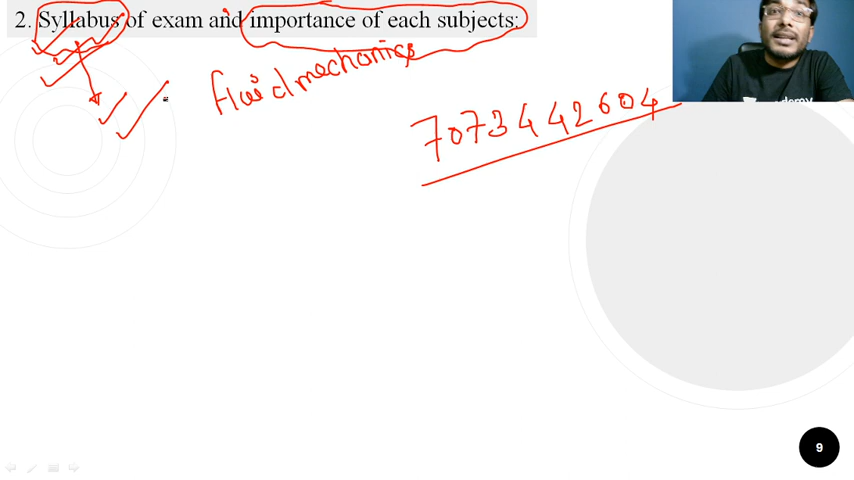 2. Syllabus of exam and importance of each subjects:
fluid mechanics
7073442604
9